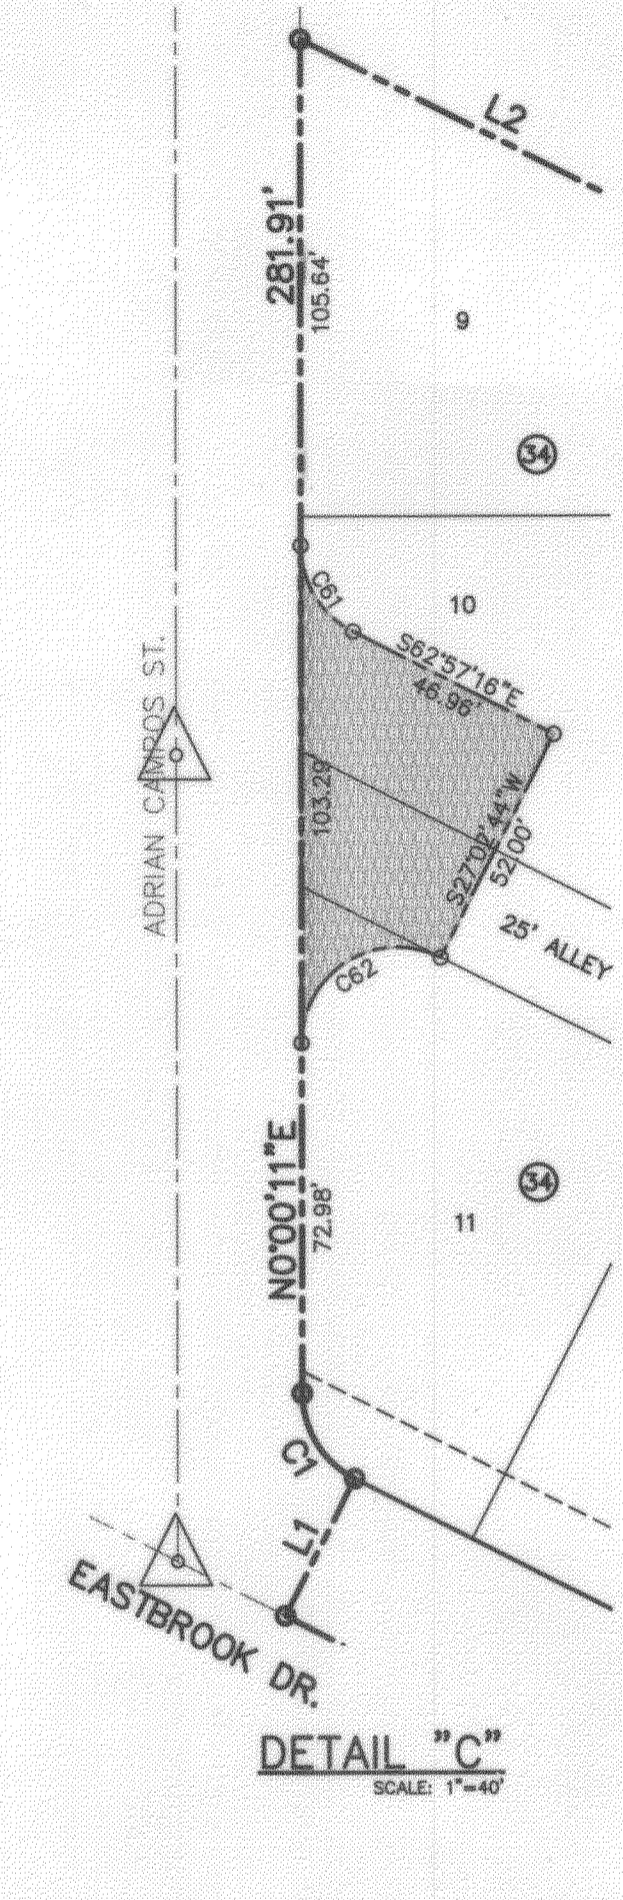 L2
281.91'
105.64'
9
34
C61
10
S62°57'16"E
46.96'
ADRIAN CAMPOS ST.
103.29
S27°02'44"W
52.00'
25' ALLEY
C62
N0°00'11"E
72.98'
34
11
C1
L1
EASTBROOK DR.
DETAIL "C"
SCALE: 1"=40'